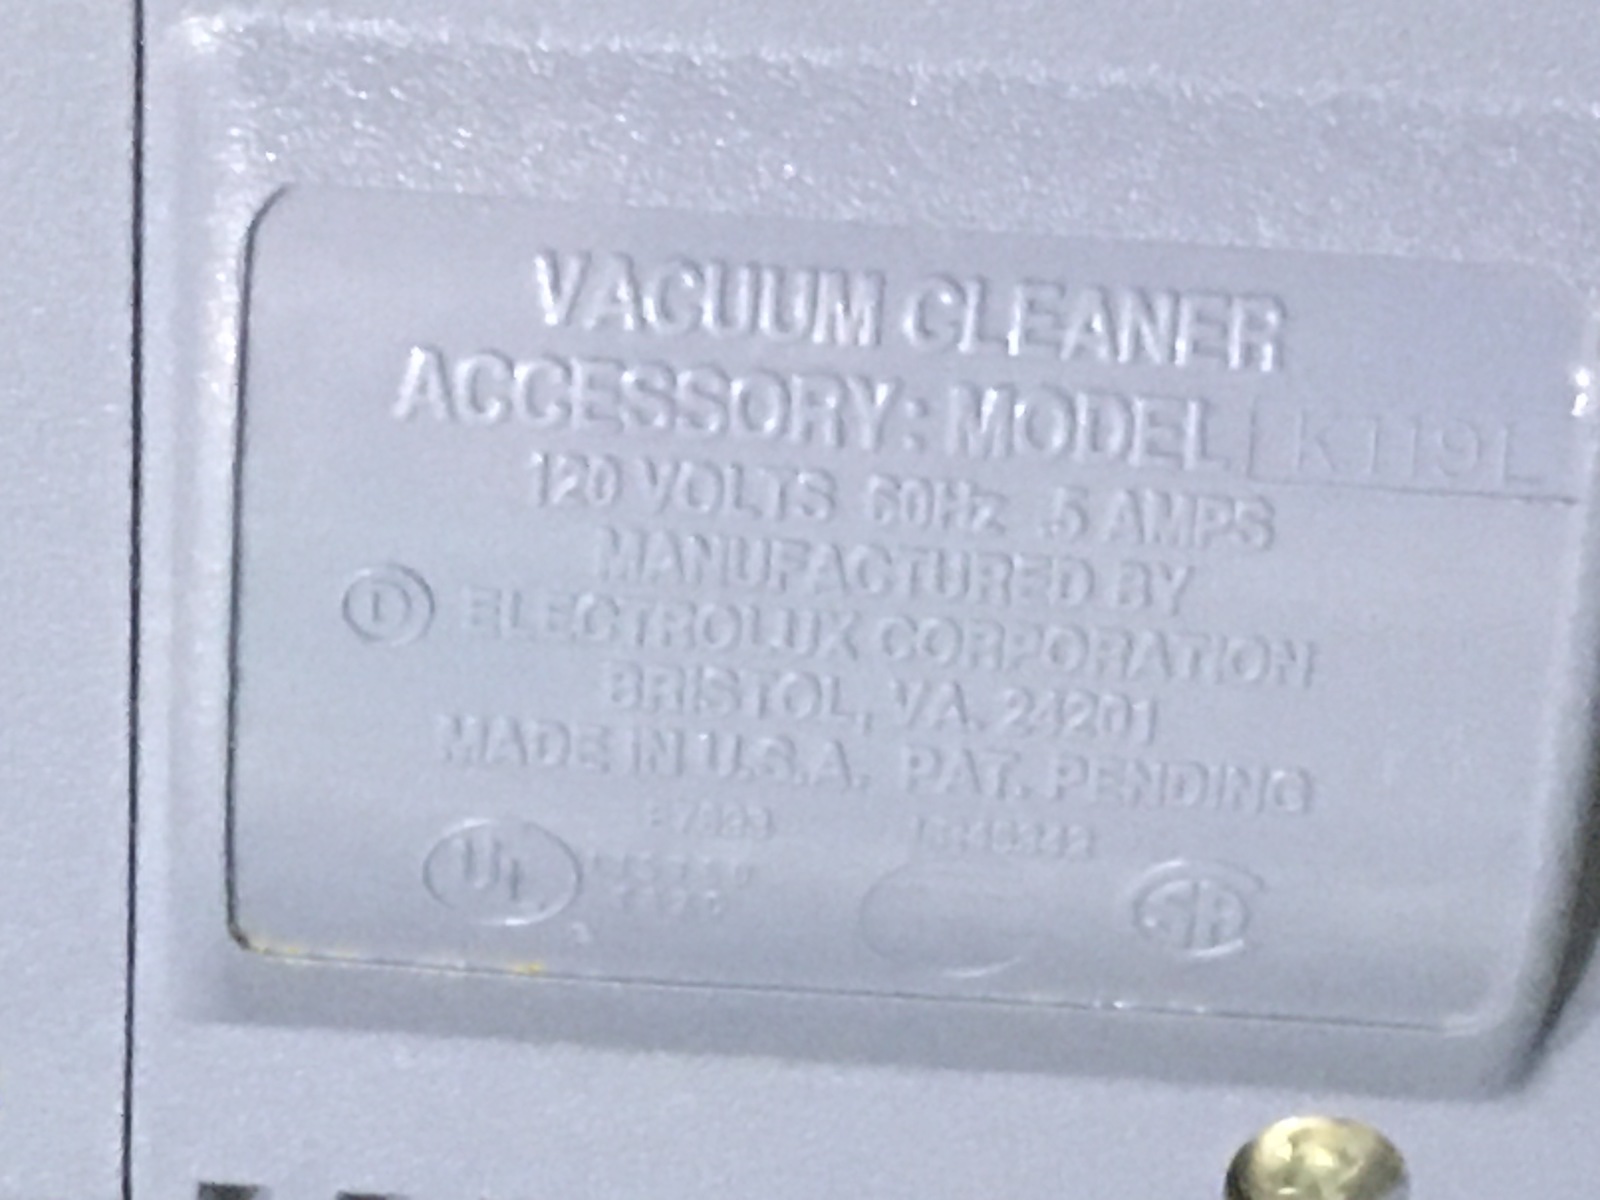 VACUUM CLEANER
ACCESSORY: MODEL K119L
120 VOLTS 60Hz .5 AMPS
MANUFACTURED BY
ELECTROLUX CORPORATION
BRISTOL, VA. 24201
MADE IN U.S.A. PAT. PENDING
UL